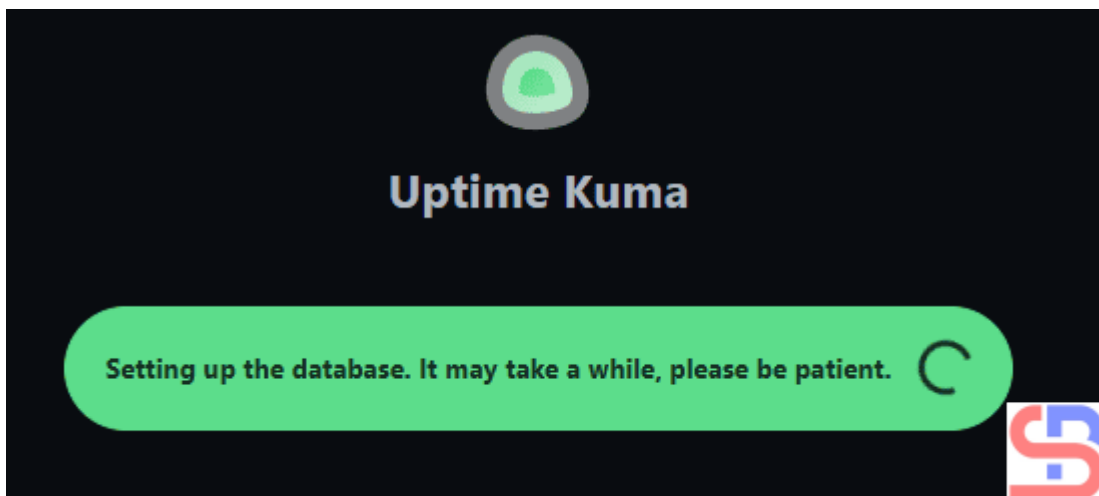 Uptime Kuma
Setting up the database. It may take a while, please be patient.